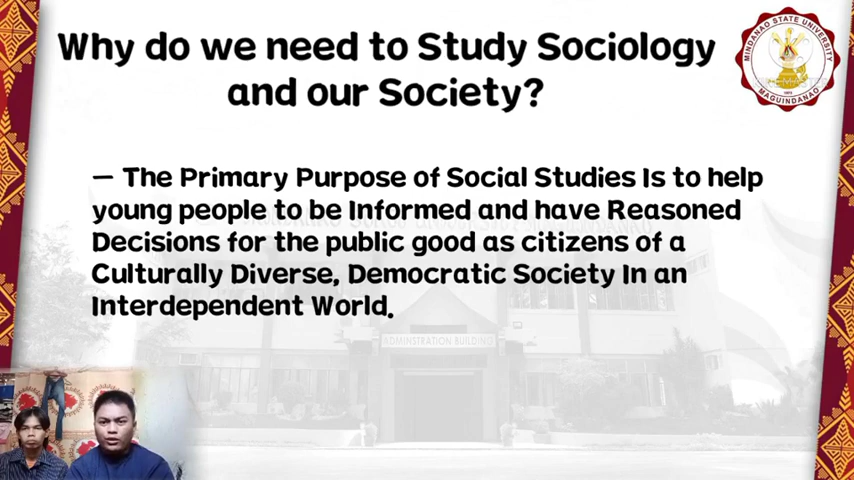 Why do we need to Study Sociology
and our Society?
MINDANAO STATE UNIVERSITY
MAGUINDANAO
— The Primary Purpose of Social Studies Is to help
young people to be Informed and have Reasoned
Decisions for the public good as citizens of a
Culturally Diverse, Democratic Society In an
Interdependent World.
ADMINSTRATION BUILDING